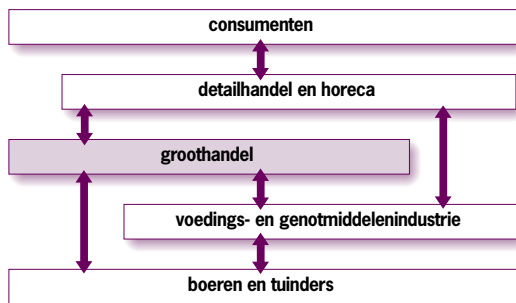 consumenten
detailhandel en horeca
groothandel
voedings- en genotmiddelenindustrie
boeren en tuinders